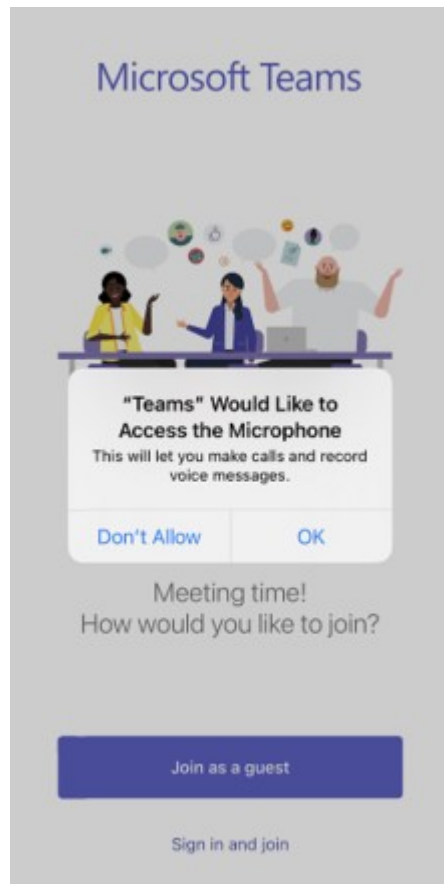 Microsoft Teams
“Teams” Would Like to
Access the Microphone
This will let you make calls and record
voice messages.
Don't Allow
OK
Meeting time!
How would you like to join?
Join as a guest
Sign in and join